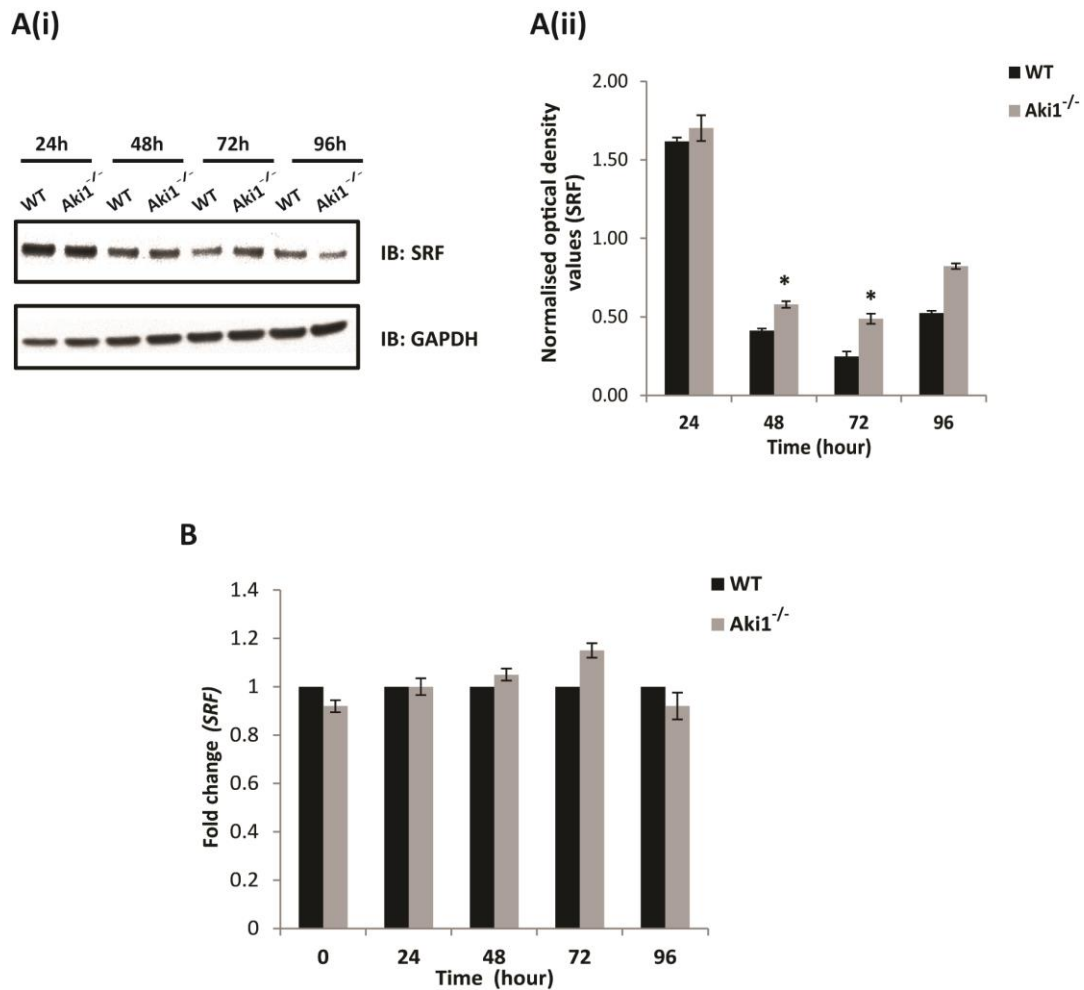 A(i)
24h 48h 72h 96h
WT Aki1-/- WT Aki1-/- WT Aki1-/- WT Aki1-/-
IB: SRF
IB: GAPDH
A(ii)
Normalised optical density
values (SRF)
2.00
1.50
1.00
0.50
0.00
* *
24 48 72 96
Time (hour)
WT
Aki1-/-
B
Fold change (SRF)
1.4
1.2
1
0.8
0.6
0.4
0.2
0
0 24 48 72 96
Time (hour)
WT
Aki1-/-